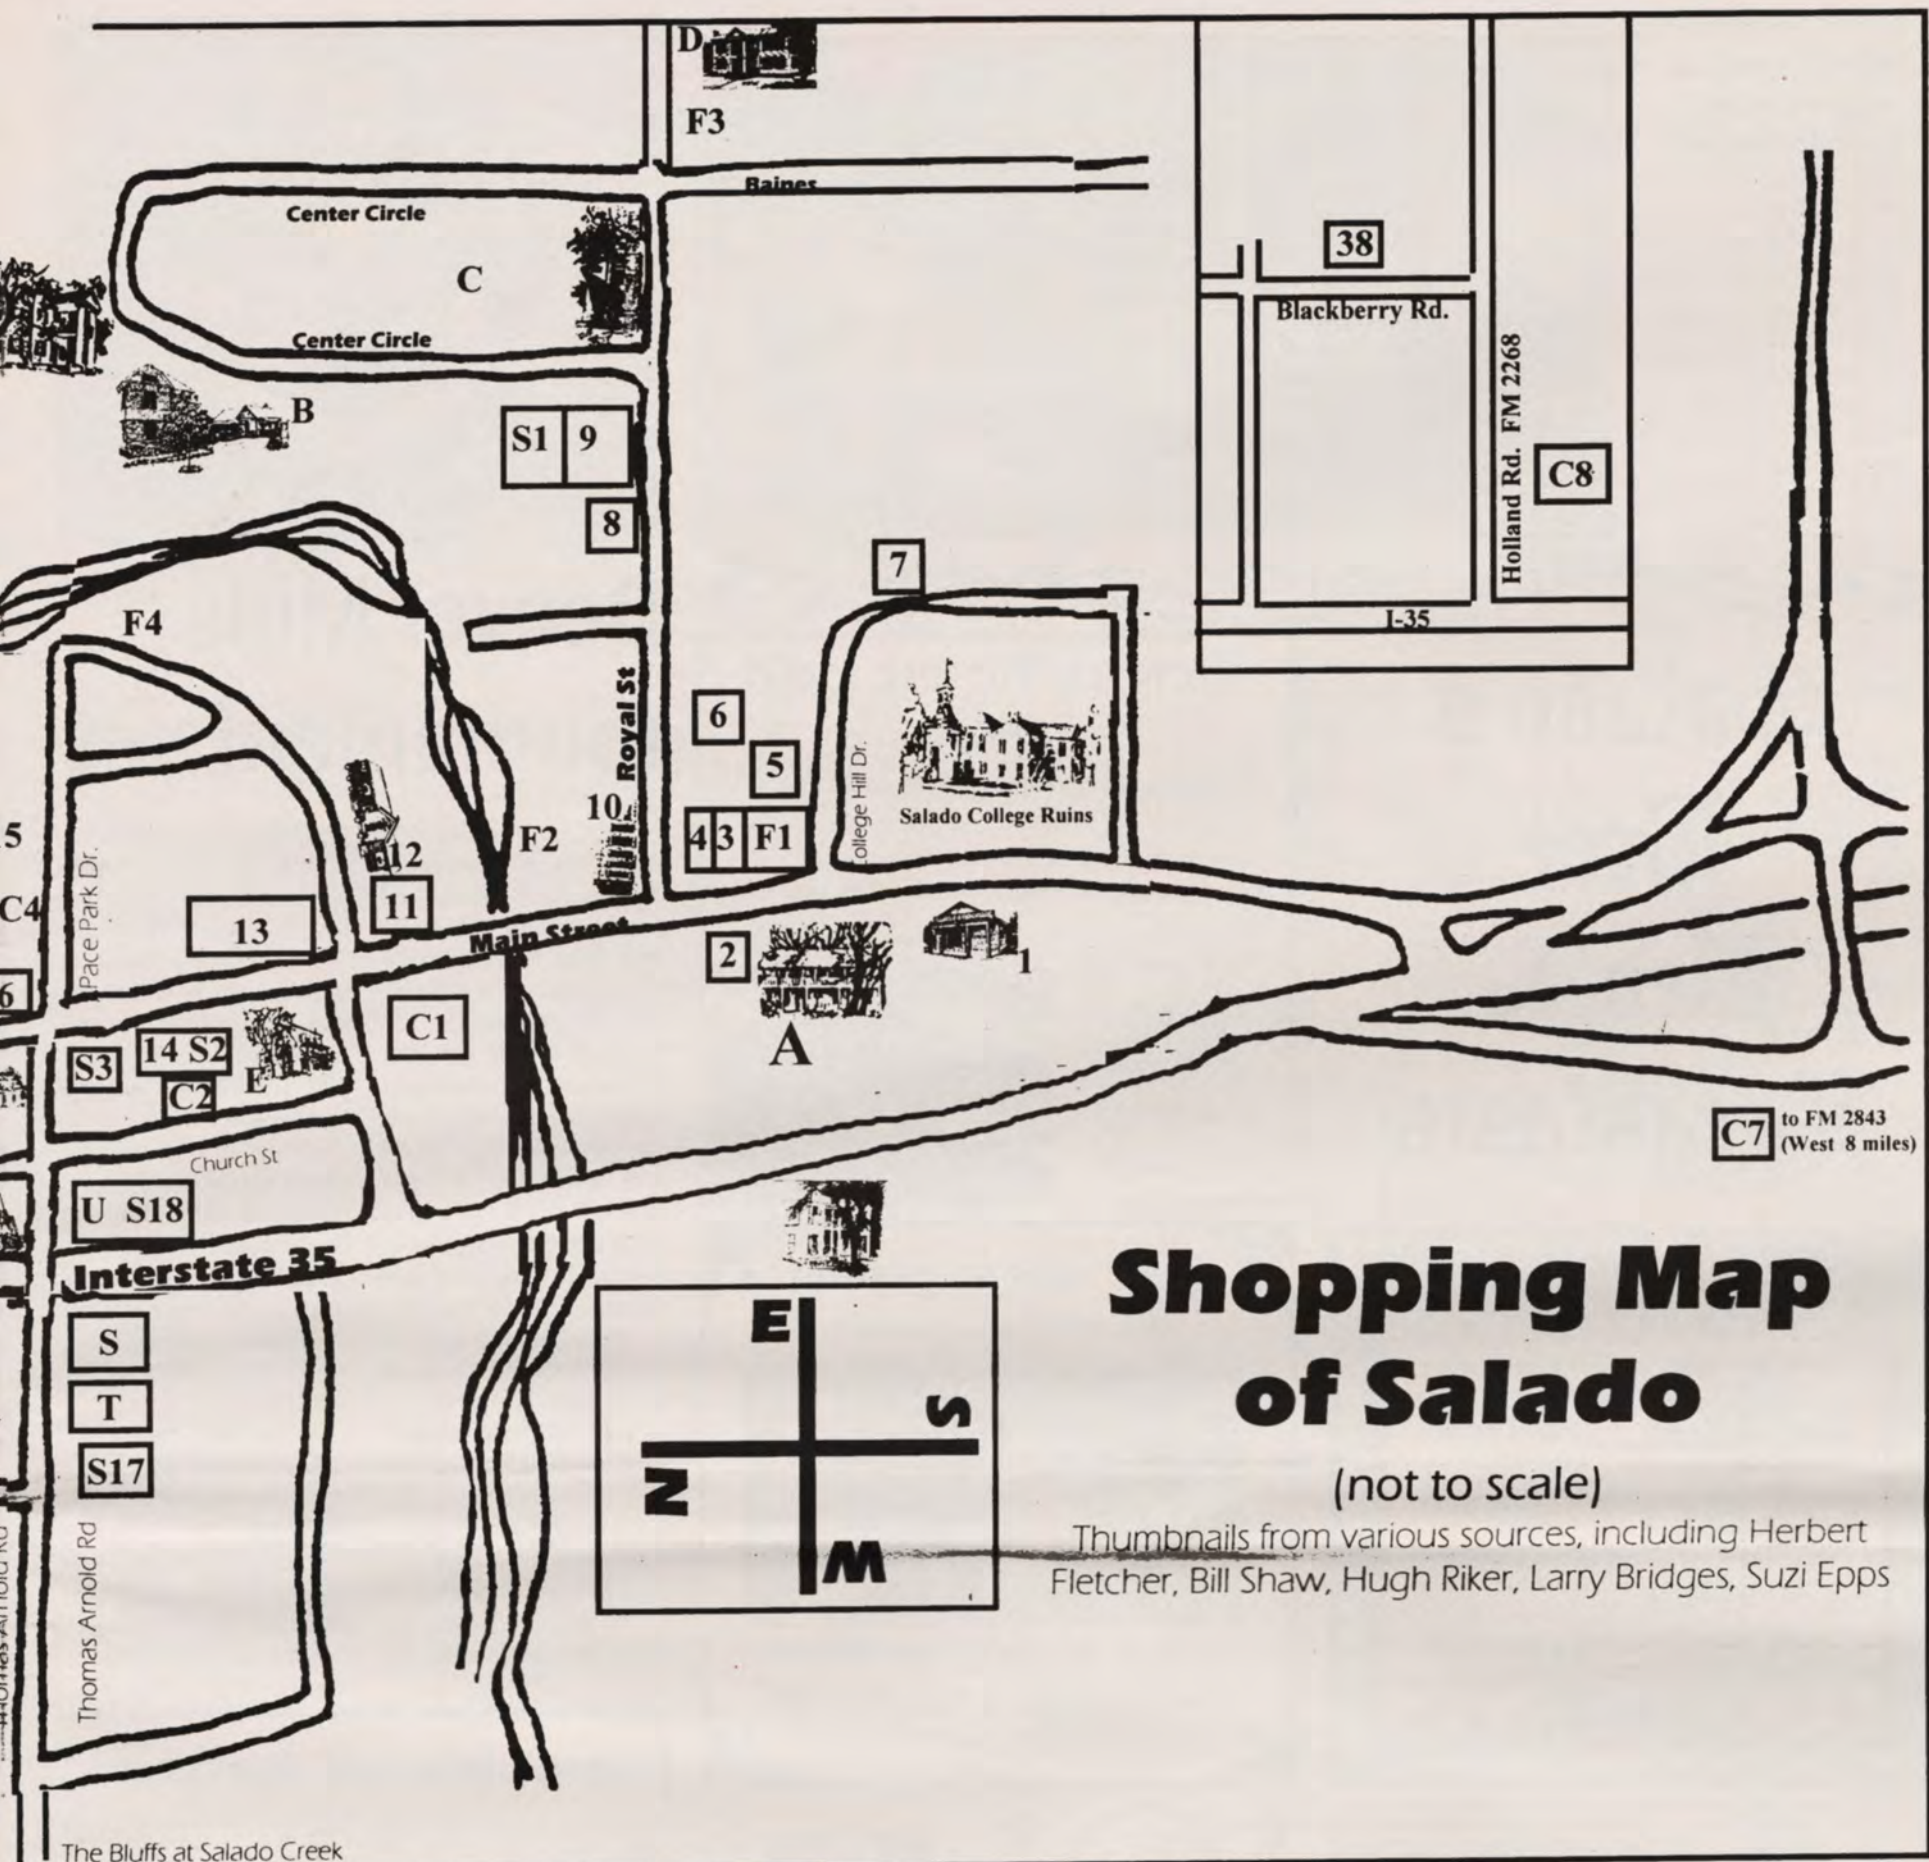 D
F3
Baines
Center Circle
C
Center Circle
B
S1 9
8
38
Blackberry Rd.
Holland Rd. FM 2268
C8
I-35
7
F4
Royal St
6
5
10
4 3 F1
College Hill Dr.
Salado College Ruins
5
C4
6
Pace Park Dr.
12
11
F2
13
Main Street
2
1
A
C1
S3
14 S2
C2
E
Church St
U S18
Interstate 35
S
T
S17
Thomas Arnold Rd
Thomas Arnold Rd
C7
to FM 2843
(West 8 miles)
E
S
N
W
Shopping Map
of Salado
(not to scale)
Thumbnails from various sources, including Herbert
Fletcher, Bill Shaw, Hugh Riker, Larry Bridges, Suzi Epps
The Bluffs at Salado Creek